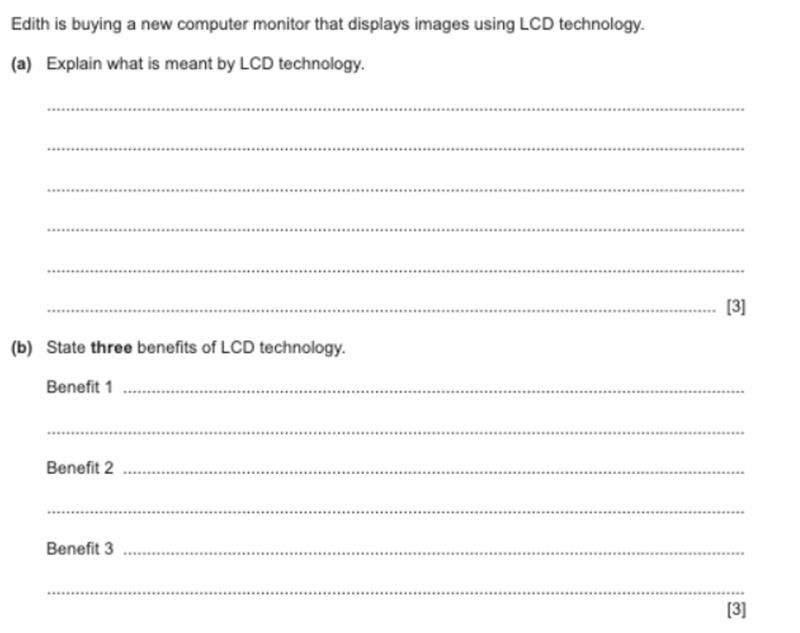 Edith is buying a new computer monitor that displays images using LCD technology.
(a) Explain what is meant by LCD technology.
[3]
(b) State three benefits of LCD technology.
Benefit 1
Benefit 2
Benefit 3
[3]